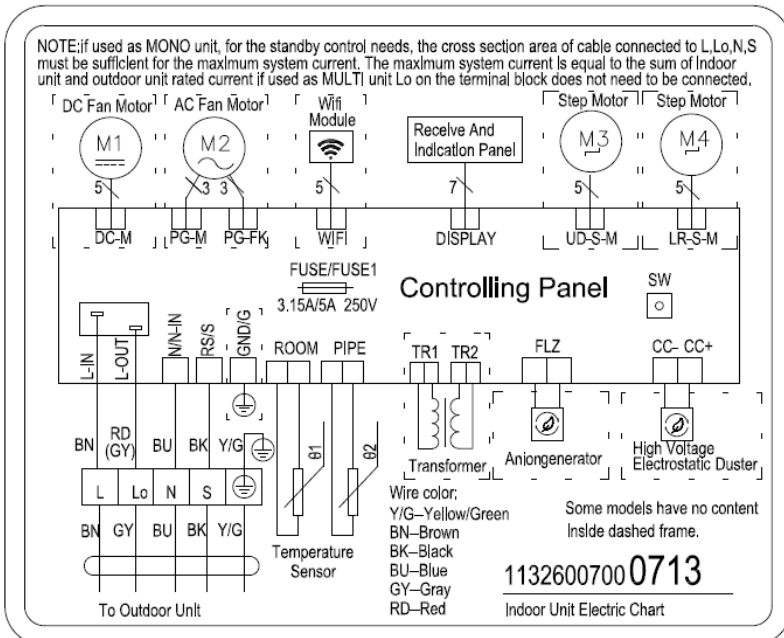 NOTE;if used as MONO unit, for the standby control needs, the cross section area of cable connected to L,Lo,N,S
must be sufficient for the maximum system current. The maximum system current is equal to the sum of Indoor
unit and outdoor unit rated current if used as MULTI unit Lo on the terminal block does not need to be connected.
DC Fan Motor AC Fan Motor Wifi Module Step Motor Step Motor
M1 M2 Receive And Indication Panel M3 M4
5 3 3 5 7 5 5
DC-M PG-M PG-FK WIFI DISPLAY UD-S-M LR-S-M
FUSE/FUSE1
3.15A/5A 250V
Controlling Panel
SW
L-IN L-OUT N/N-IN RS/S GND/G ROOM PIPE TR1 TR2 FLZ CC- CC+
BN RD (GY) BU BK Y/G θ1 θ2
Transformer
Aniongenerator
High Voltage
Electrostatic Duster
L Lo N S
BN GY BU BK Y/G
Temperature
Sensor
To Outdoor Unit
Wire color:
Y/G–Yellow/Green
BN–Brown
BK–Black
BU–Blue
GY–Gray
RD–Red
Some models have no content
Inside dashed frame.
1132600700 0713
Indoor Unit Electric Chart